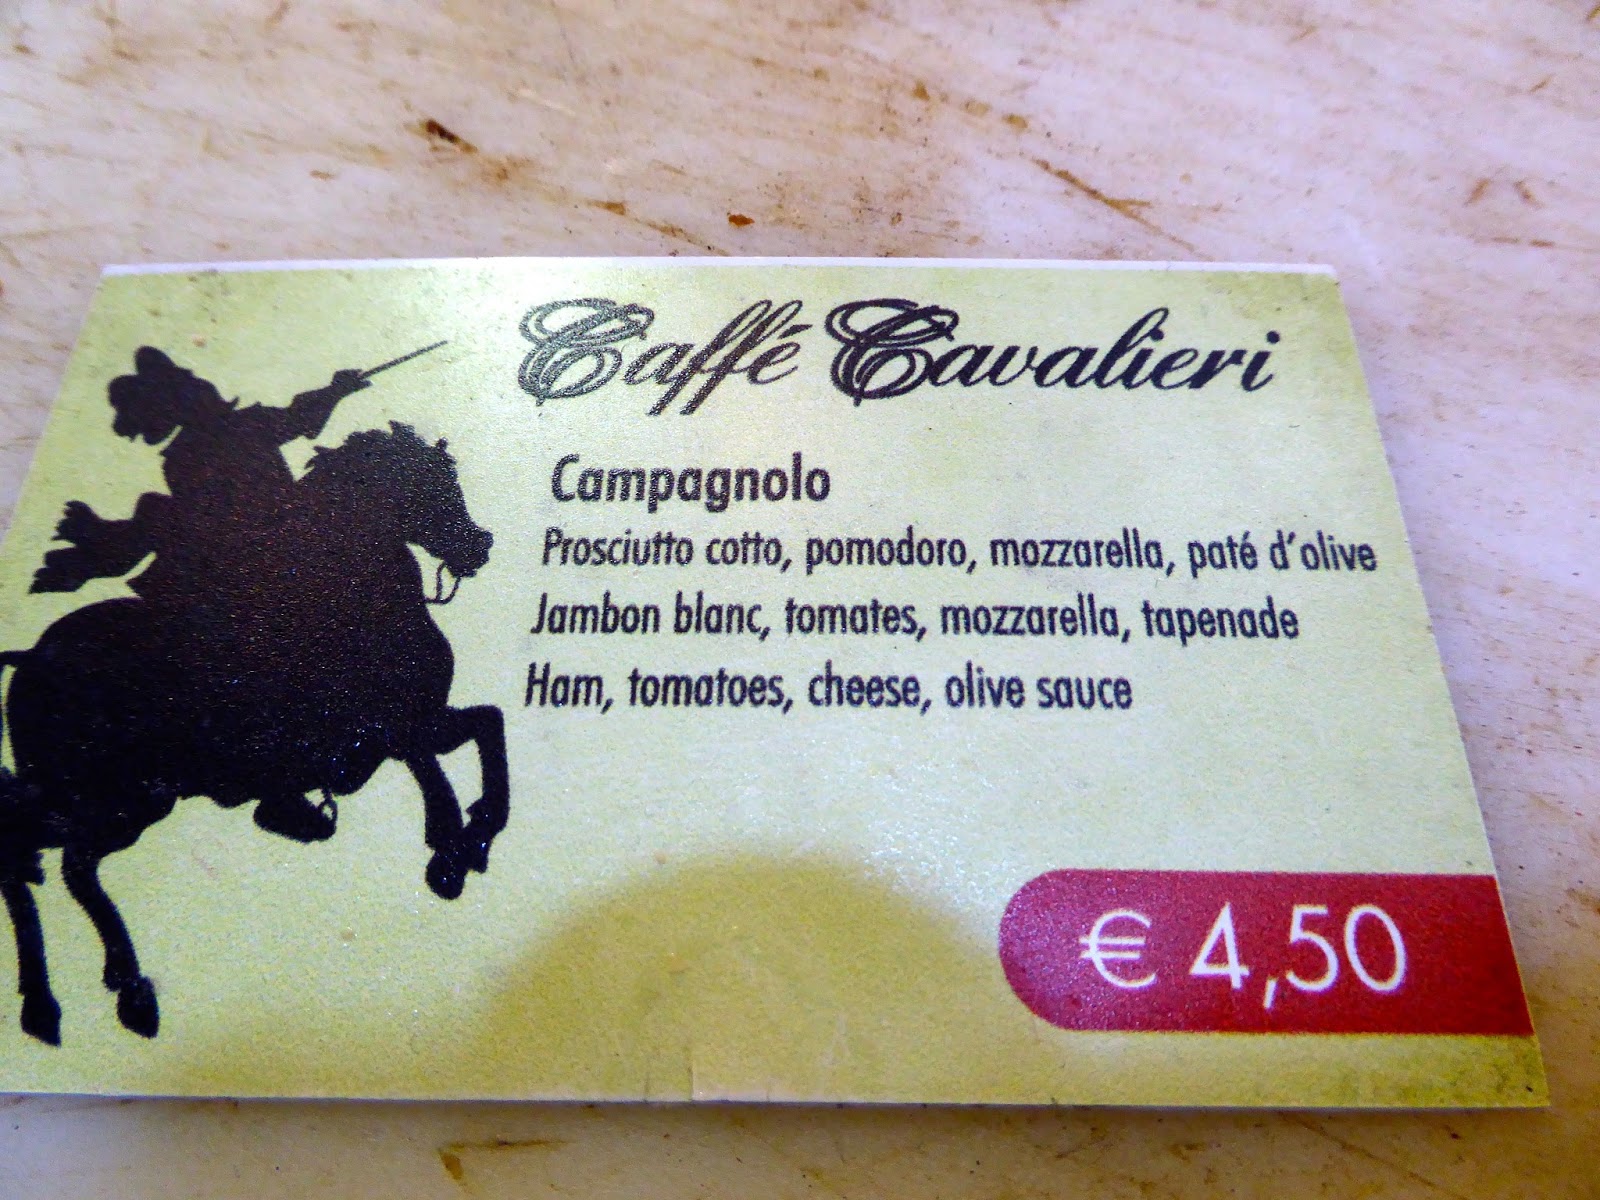 Caffé Cavalieri
Campagnolo
Prosciutto cotto, pomodoro, mozzarella, paté d'olive
Jambon blanc, tomates, mozzarella, tapenade
Ham, tomatoes, cheese, olive sauce
€ 4,50